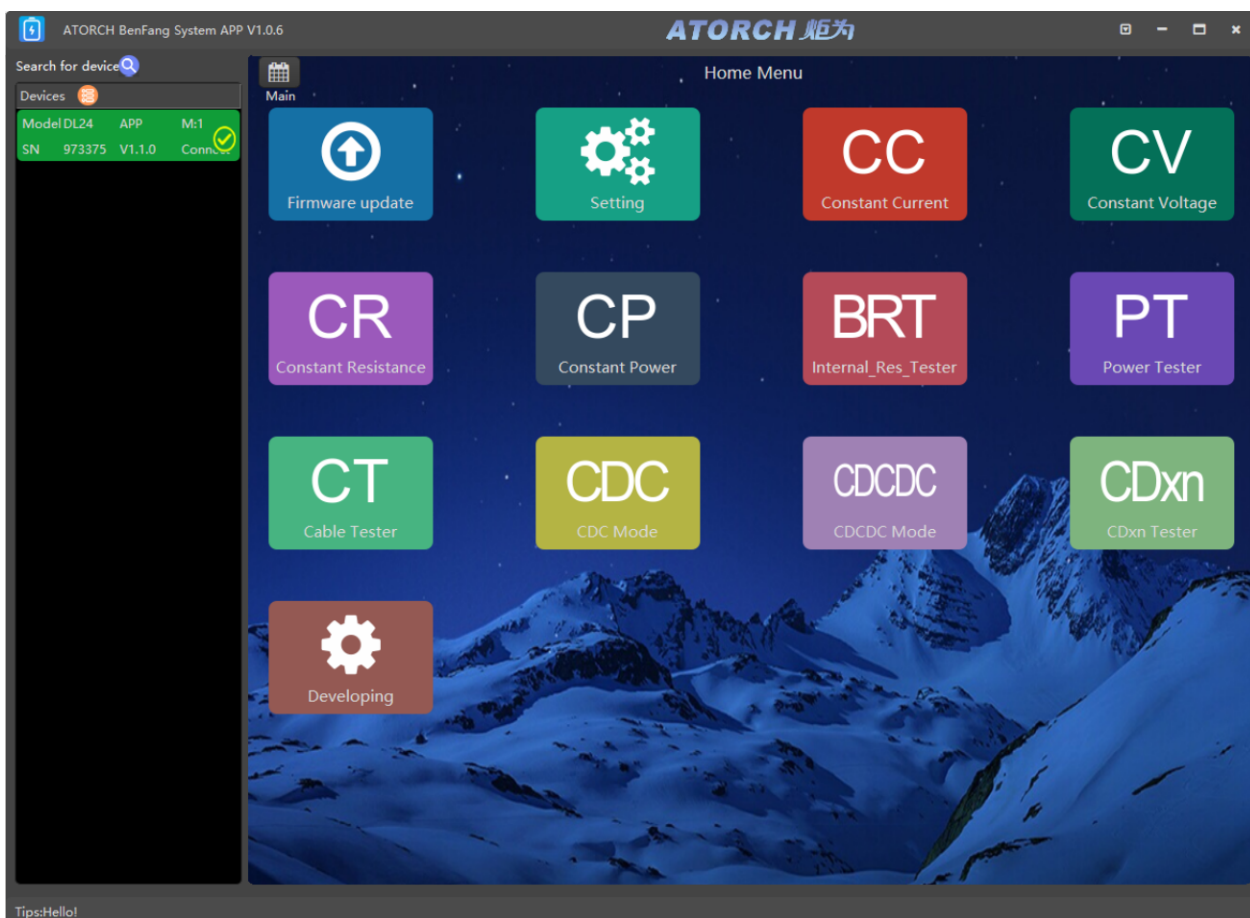 ATORCH BenFang System APP V1.0.6
ATORCH 炬为
Search for device
Devices
Model DL24 APP M:1
SN 973375 V1.1.0
Home Menu
Main
Firmware update
Setting
CC
Constant Current
CV
Constant Voltage
CR
Constant Resistance
CP
Constant Power
BRT
Internal_Res_Tester
PT
Power Tester
CT
Cable Tester
CDC
CDC Mode
CDCDC
CDCDC Mode
CDxn
CDxn Tester
Developing
Tips:Hello!